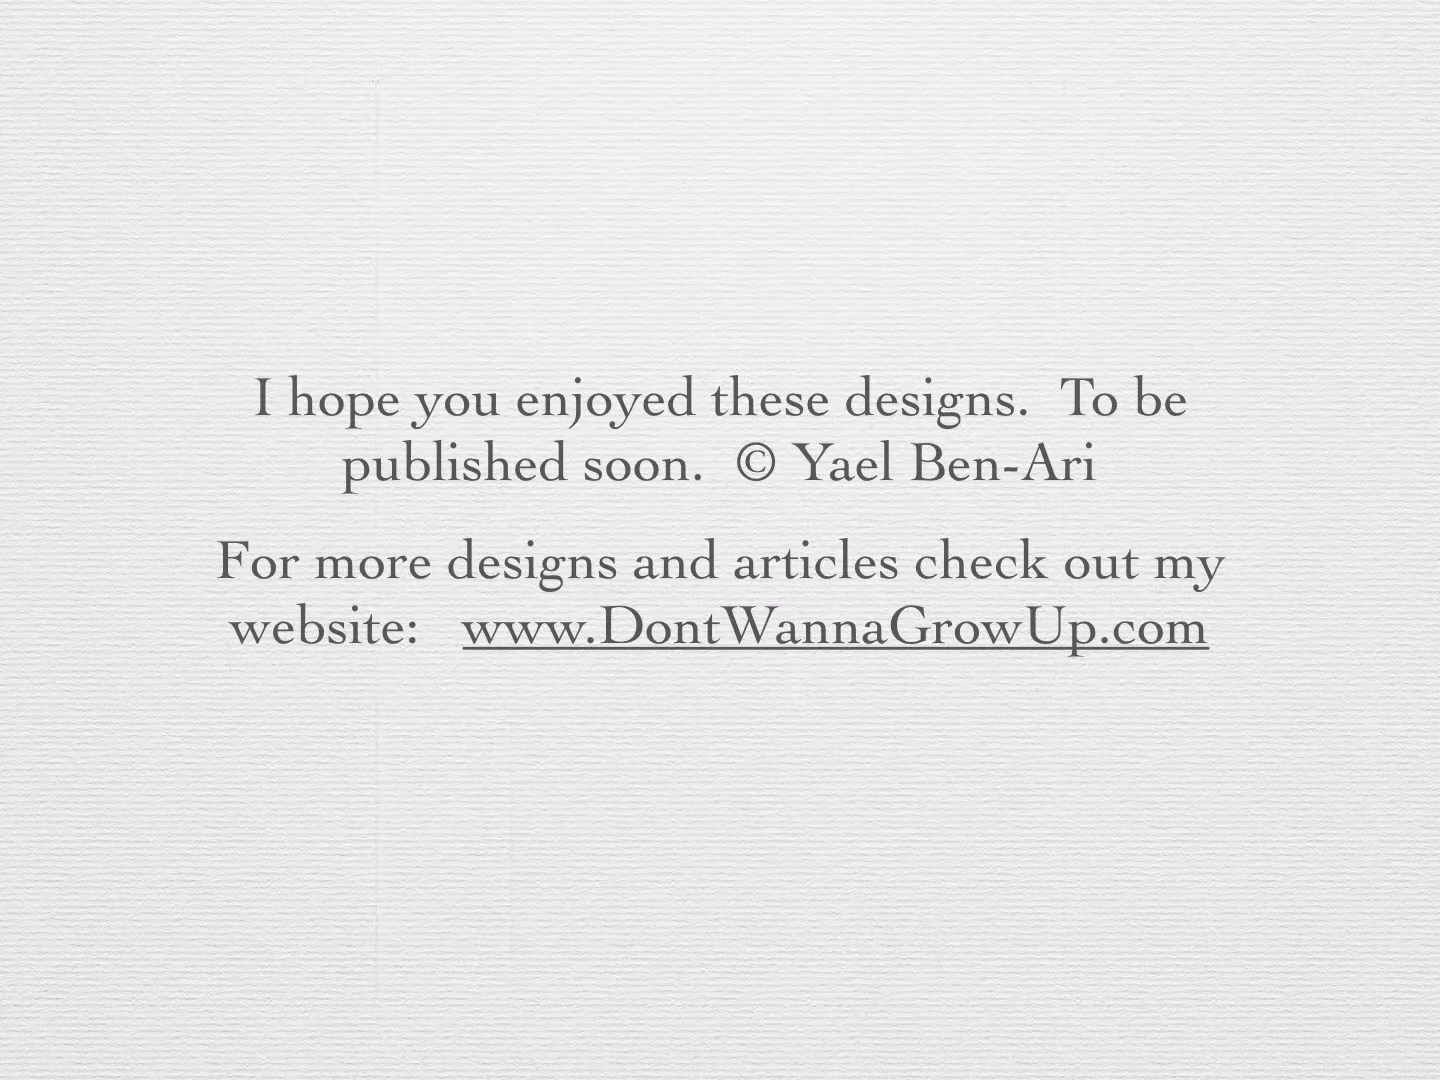 I hope you enjoyed these designs.  To be
published soon.  © Yael Ben-Ari
For more designs and articles check out my
website:   www.DontWannaGrowUp.com